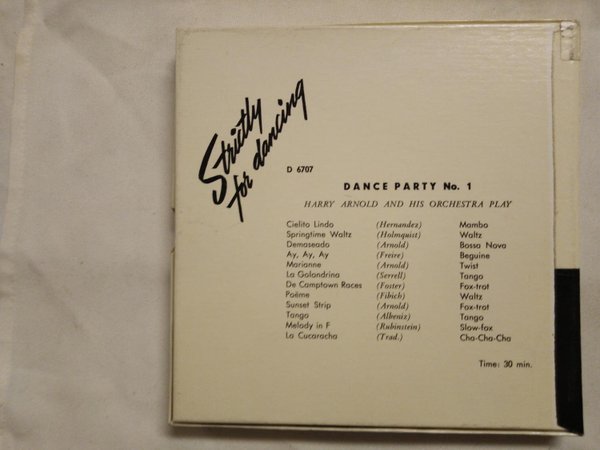 Strictly
for dancing
D 6707
DANCE PARTY No. 1
HARRY ARNOLD AND HIS ORCHESTRA PLAY
Cielito Lindo (Hernandez) Mambo
Springtime Waltz (Holmquist) Waltz
Demaseado (Arnold) Bossa Nova
Ay, Ay, Ay (Freire) Beguine
Marianne (Arnold) Twist
La Golondrina (Serrell) Tango
De Camptown Races (Foster) Fox-trot
Poème (Fibich) Waltz
Sunset Strip (Arnold) Fox-trot
Tango (Albeniz) Tango
Melody in F (Rubinstein) Slow-fox
La Cucaracha (Trad.) Cha-Cha-Cha
Time: 30 min.